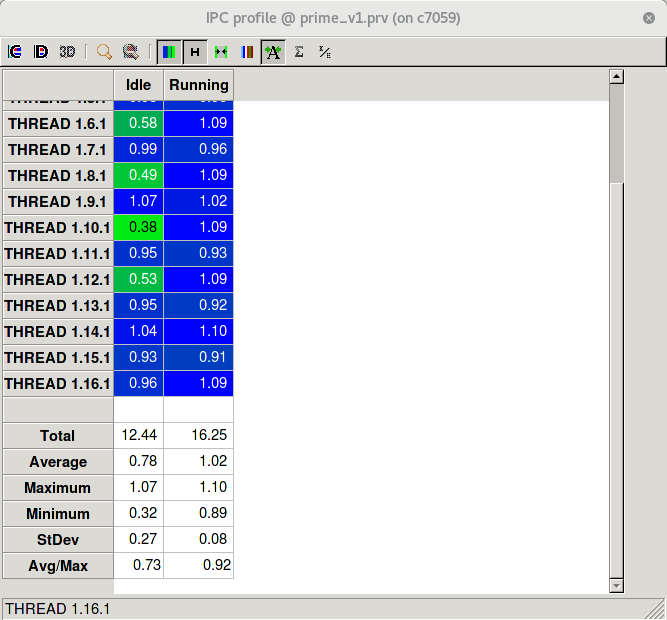 IPC profile @ prime_v1.prv (on c7059)
3D H A Σ
Idle Running
THREAD 1.6.1 0.58 1.09
THREAD 1.7.1 0.99 0.96
THREAD 1.8.1 0.49 1.09
THREAD 1.9.1 1.07 1.02
THREAD 1.10.1 0.38 1.09
THREAD 1.11.1 0.95 0.93
THREAD 1.12.1 0.53 1.09
THREAD 1.13.1 0.95 0.92
THREAD 1.14.1 1.04 1.10
THREAD 1.15.1 0.93 0.91
THREAD 1.16.1 0.96 1.09
Total 12.44 16.25
Average 0.78 1.02
Maximum 1.07 1.10
Minimum 0.32 0.89
StDev 0.27 0.08
Avg/Max 0.73 0.92
THREAD 1.16.1